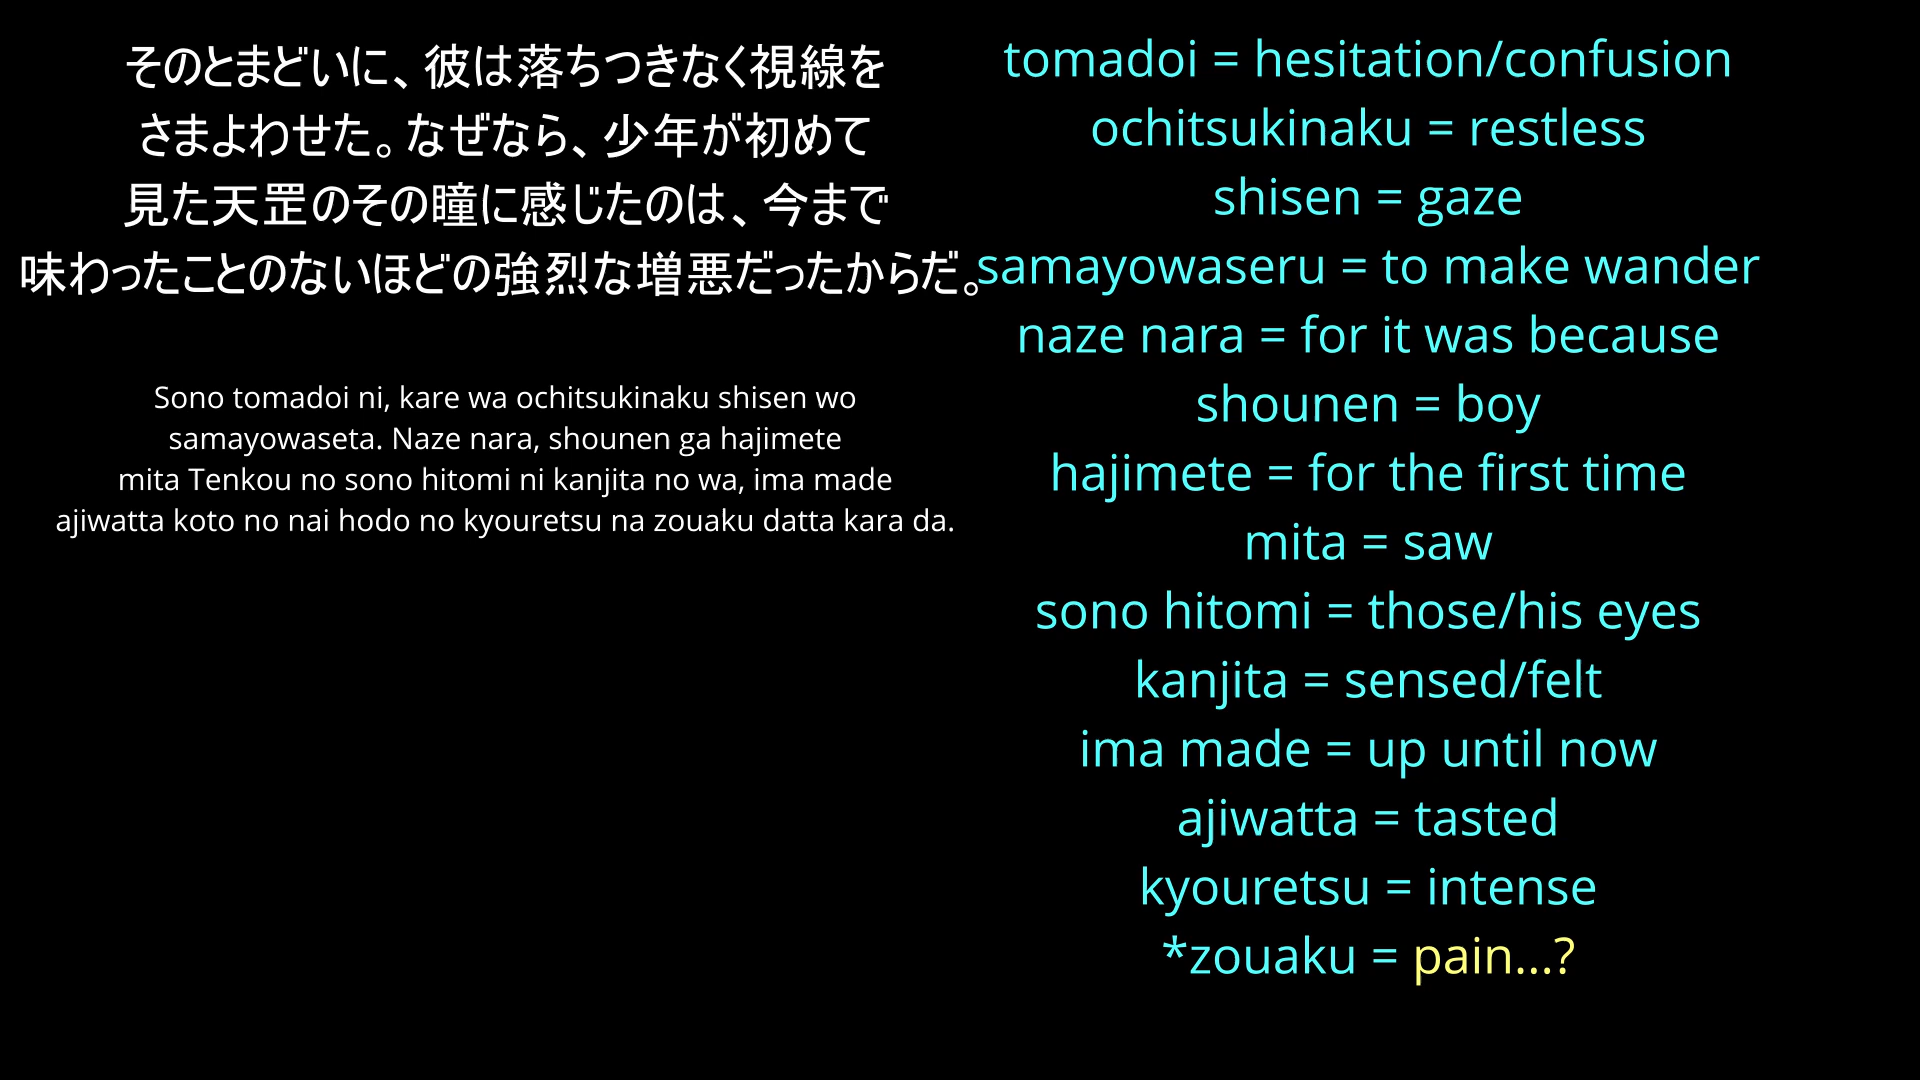 そのとまどいに、彼は落ちつきなく視線を
さまよわせた。なぜなら、少年が初めて
見た天罡のその瞳に感じたのは、今まで
味わったことのないほどの強烈な増悪だったからだ。
Sono tomadoi ni, kare wa ochitsukinaku shisen wo
samayowaseta. Naze nara, shounen ga hajimete
mita Tenkou no sono hitomi ni kanjita no wa, ima made
ajiwatta koto no nai hodo no kyouretsu na zouaku datta kara da.
tomadoi = hesitation/confusion
ochitsukinaku = restless
shisen = gaze
samayowaseru = to make wander
naze nara = for it was because
shounen = boy
hajimete = for the first time
mita = saw
sono hitomi = those/his eyes
kanjita = sensed/felt
ima made = up until now
ajiwatta = tasted
kyouretsu = intense
*zouaku = pain...?